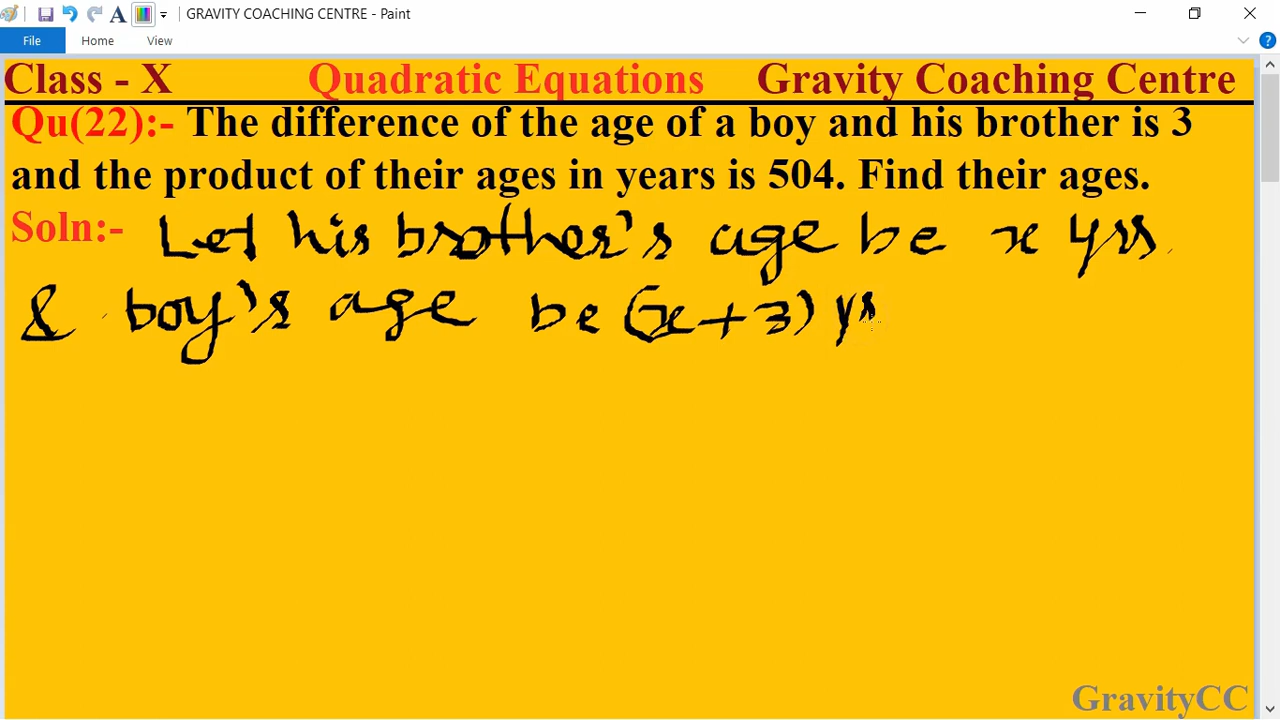 GRAVITY COACHING CENTRE - Paint
File Home View
Class - X Quadratic Equations Gravity Coaching Centre
Qu(22):- The difference of the age of a boy and his brother is 3
and the product of their ages in years is 504. Find their ages.
Soln:- Let his brother's age be x yrs.
& boy's age be (x+3) yr
GravityCC